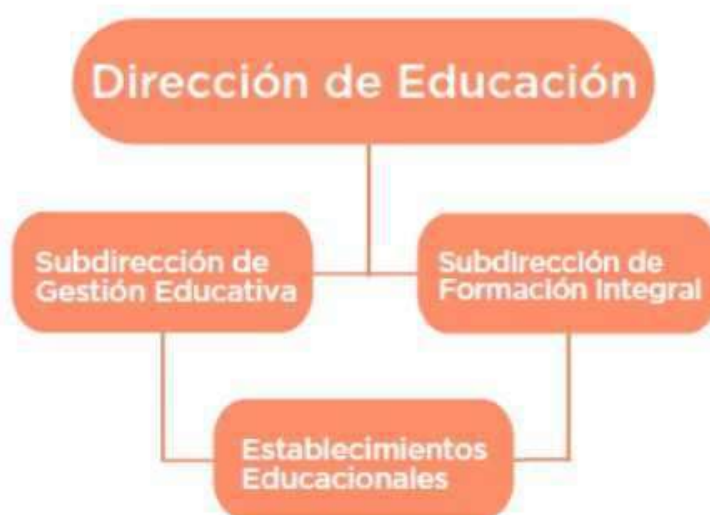 Dirección de Educación
Subdirección de
Gestión Educativa
Subdirección de
Formación Integral
Establecimientos
Educacionales